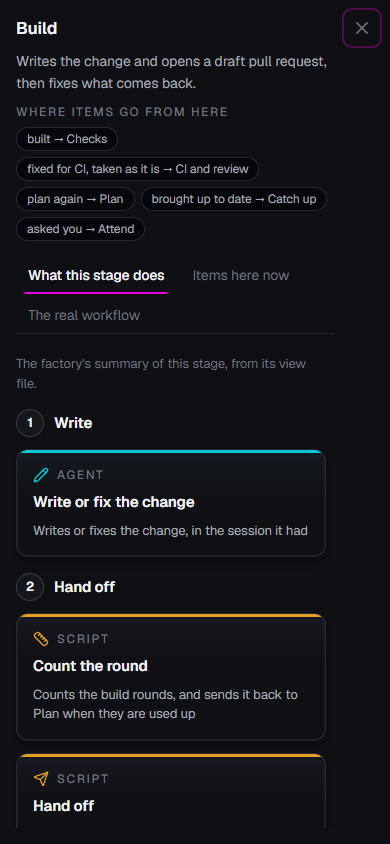 Build
Writes the change and opens a draft pull request,
then fixes what comes back.
WHERE ITEMS GO FROM HERE
built → Checks
fixed for CI, taken as it is → CI and review
plan again → Plan
brought up to date → Catch up
asked you → Attend
What this stage does
Items here now
The real workflow
The factory's summary of this stage, from its view
file.
1 Write
AGENT
Write or fix the change
Writes or fixes the change, in the session it had
2 Hand off
SCRIPT
Count the round
Counts the build rounds, and sends it back to
Plan when they are used up
SCRIPT
Hand off